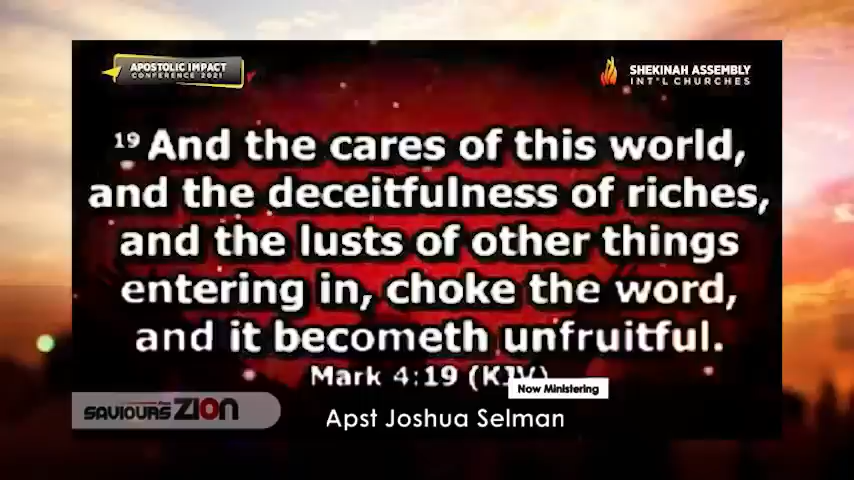 APOSTOLIC IMPACT
CONFERENCE 2021
SHEKINAH ASSEMBLY
INT'L CHURCHES
19 And the cares of this world,
and the deceitfulness of riches,
and the lusts of other things
entering in, choke the word,
and it becometh unfruitful.
Mark 4:19 (KJV)
Now Ministering
SAVIOURS ZION
Apst Joshua Selman